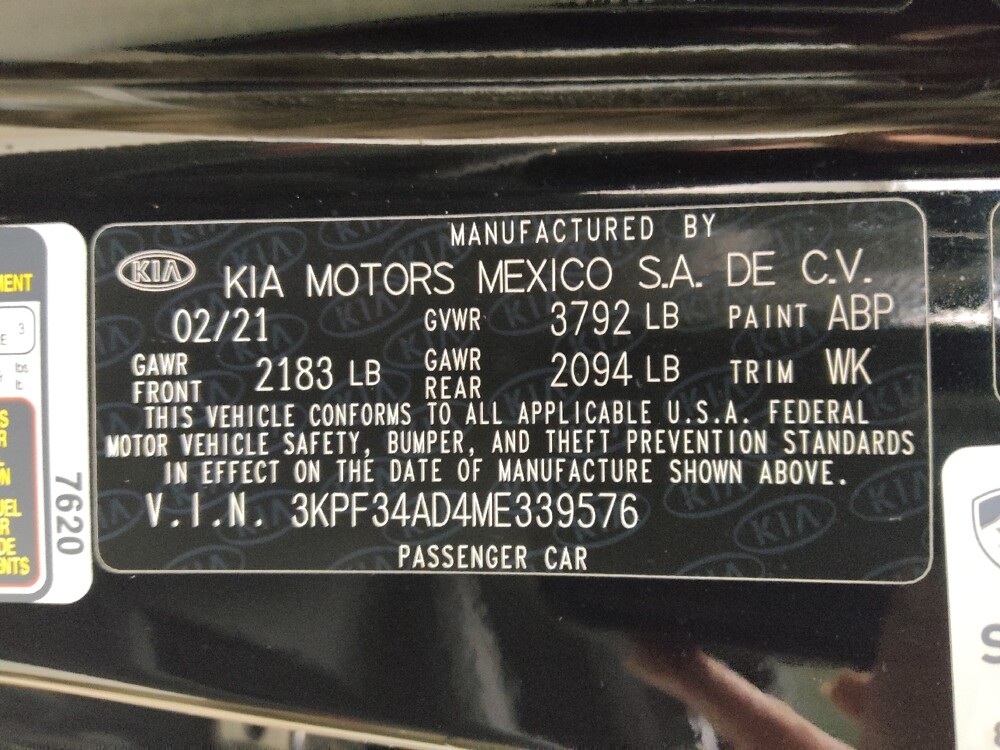 MANUFACTURED BY
KIA
KIA MOTORS MEXICO S.A. DE C.V.
02/21 GVWR 3792 LB PAINT ABP
GAWR FRONT 2183 LB GAWR REAR 2094 LB TRIM WK
THIS VEHICLE CONFORMS TO ALL APPLICABLE U.S.A. FEDERAL
MOTOR VEHICLE SAFETY, BUMPER, AND THEFT PREVENTION STANDARDS
IN EFFECT ON THE DATE OF MANUFACTURE SHOWN ABOVE.
V.I.N. 3KPF34AD4ME339576
PASSENGER CAR
7620
3
lbs